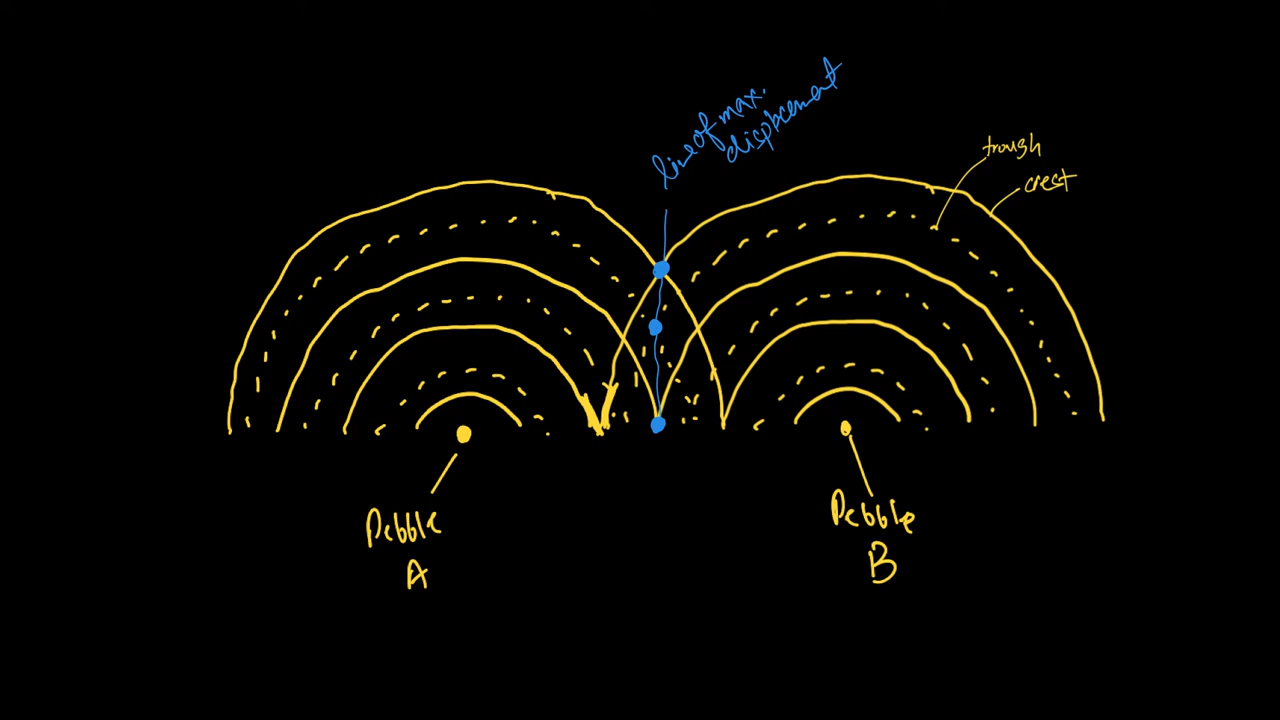 line of max.
displacement
trough
crest
Pebble
A
Pebble
B